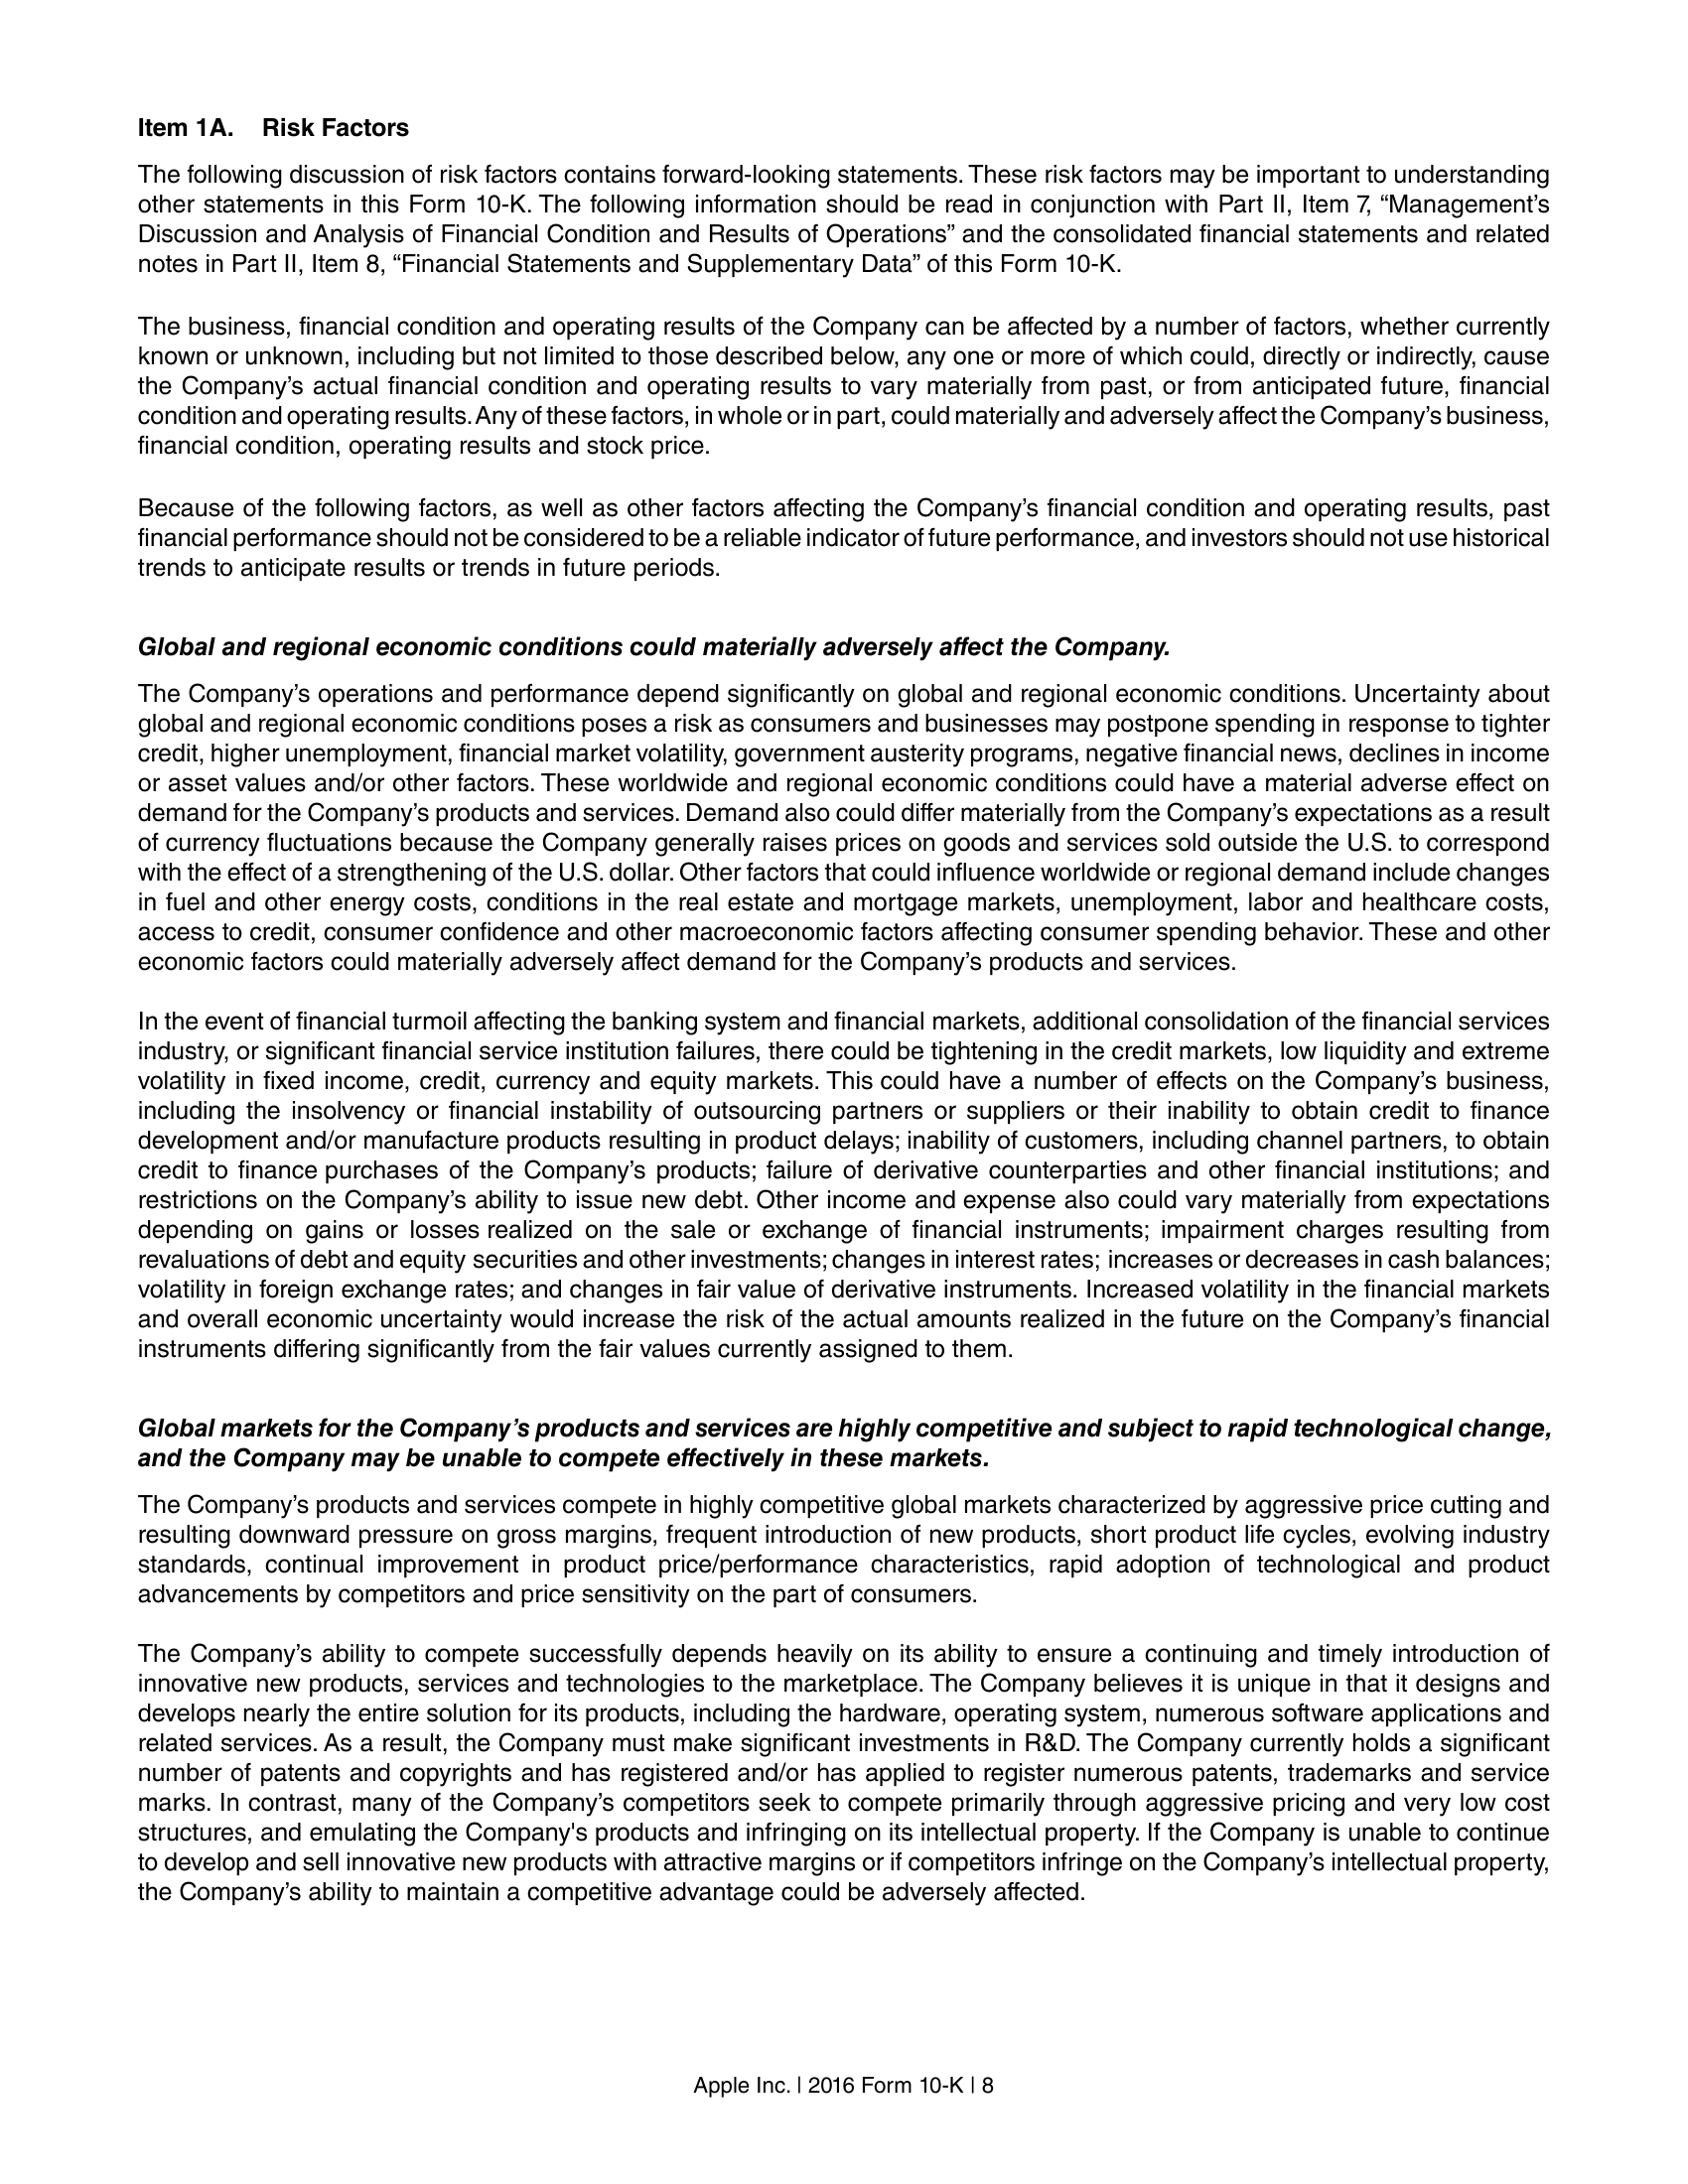 Item 1A. Risk Factors
The following discussion of risk factors contains forward-looking statements. These risk factors may be important to understanding
other statements in this Form 10-K. The following information should be read in conjunction with Part II, Item 7, “Management’s
Discussion and Analysis of Financial Condition and Results of Operations” and the consolidated financial statements and related
notes in Part II, Item 8, “Financial Statements and Supplementary Data” of this Form 10-K.
The business, financial condition and operating results of the Company can be affected by a number of factors, whether currently
known or unknown, including but not limited to those described below, any one or more of which could, directly or indirectly, cause
the Company’s actual financial condition and operating results to vary materially from past, or from anticipated future, financial
condition and operating results. Any of these factors, in whole or in part, could materially and adversely affect the Company’s business,
financial condition, operating results and stock price.
Because of the following factors, as well as other factors affecting the Company’s financial condition and operating results, past
financial performance should not be considered to be a reliable indicator of future performance, and investors should not use historical
trends to anticipate results or trends in future periods.
Global and regional economic conditions could materially adversely affect the Company.
The Company’s operations and performance depend significantly on global and regional economic conditions. Uncertainty about
global and regional economic conditions poses a risk as consumers and businesses may postpone spending in response to tighter
credit, higher unemployment, financial market volatility, government austerity programs, negative financial news, declines in income
or asset values and/or other factors. These worldwide and regional economic conditions could have a material adverse effect on
demand for the Company’s products and services. Demand also could differ materially from the Company’s expectations as a result
of currency fluctuations because the Company generally raises prices on goods and services sold outside the U.S. to correspond
with the effect of a strengthening of the U.S. dollar. Other factors that could influence worldwide or regional demand include changes
in fuel and other energy costs, conditions in the real estate and mortgage markets, unemployment, labor and healthcare costs,
access to credit, consumer confidence and other macroeconomic factors affecting consumer spending behavior. These and other
economic factors could materially adversely affect demand for the Company’s products and services.
In the event of financial turmoil affecting the banking system and financial markets, additional consolidation of the financial services
industry, or significant financial service institution failures, there could be tightening in the credit markets, low liquidity and extreme
volatility in fixed income, credit, currency and equity markets. This could have a number of effects on the Company’s business,
including the insolvency or financial instability of outsourcing partners or suppliers or their inability to obtain credit to finance
development and/or manufacture products resulting in product delays; inability of customers, including channel partners, to obtain
credit to finance purchases of the Company’s products; failure of derivative counterparties and other financial institutions; and
restrictions on the Company’s ability to issue new debt. Other income and expense also could vary materially from expectations
depending on gains or losses realized on the sale or exchange of financial instruments; impairment charges resulting from
revaluations of debt and equity securities and other investments; changes in interest rates; increases or decreases in cash balances;
volatility in foreign exchange rates; and changes in fair value of derivative instruments. Increased volatility in the financial markets
and overall economic uncertainty would increase the risk of the actual amounts realized in the future on the Company’s financial
instruments differing significantly from the fair values currently assigned to them.
Global markets for the Company’s products and services are highly competitive and subject to rapid technological change,
and the Company may be unable to compete effectively in these markets.
The Company’s products and services compete in highly competitive global markets characterized by aggressive price cutting and
resulting downward pressure on gross margins, frequent introduction of new products, short product life cycles, evolving industry
standards, continual improvement in product price/performance characteristics, rapid adoption of technological and product
advancements by competitors and price sensitivity on the part of consumers.
The Company’s ability to compete successfully depends heavily on its ability to ensure a continuing and timely introduction of
innovative new products, services and technologies to the marketplace. The Company believes it is unique in that it designs and
develops nearly the entire solution for its products, including the hardware, operating system, numerous software applications and
related services. As a result, the Company must make significant investments in R&D. The Company currently holds a significant
number of patents and copyrights and has registered and/or has applied to register numerous patents, trademarks and service
marks. In contrast, many of the Company’s competitors seek to compete primarily through aggressive pricing and very low cost
structures, and emulating the Company's products and infringing on its intellectual property. If the Company is unable to continue
to develop and sell innovative new products with attractive margins or if competitors infringe on the Company’s intellectual property,
the Company’s ability to maintain a competitive advantage could be adversely affected.
Apple Inc. | 2016 Form 10-K | 8